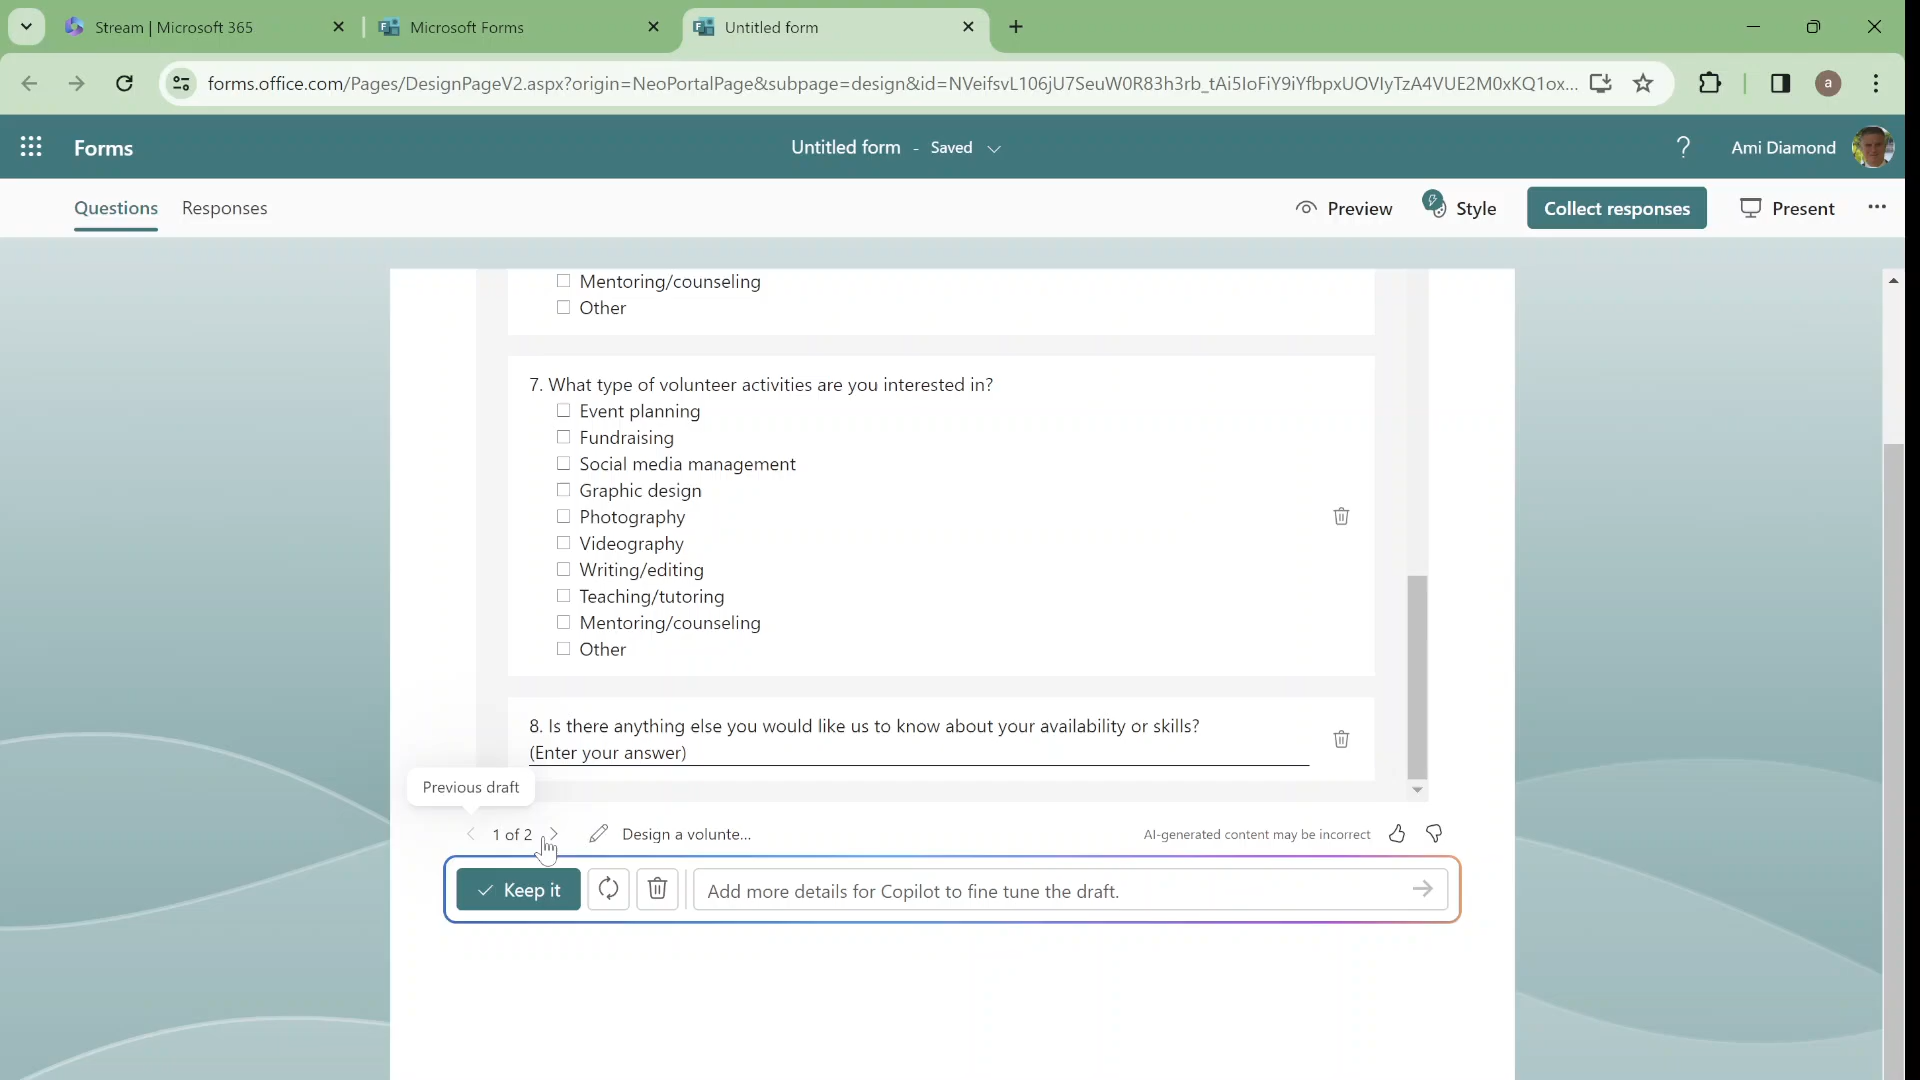 Stream | Microsoft 365
Microsoft Forms
Untitled form
forms.office.com/Pages/DesignPageV2.aspx?origin=NeoPortalPage&subpage=design&id=NVeifsvL106jU7SeuW0R83h3rb_tAi5IoFiY9iYfbpxUOVIyTzA4VUE2M0xKQ1ox...
a
Forms
Untitled form - Saved
?
Ami Diamond
Questions
Responses
Preview
Style
Collect responses
Present
Mentoring/counseling
Other
7. What type of volunteer activities are you interested in?
Event planning
Fundraising
Social media management
Graphic design
Photography
Videography
Writing/editing
Teaching/tutoring
Mentoring/counseling
Other
8. Is there anything else you would like us to know about your availability or skills?
(Enter your answer)
Previous draft
1 of 2
Design a volunte...
AI-generated content may be incorrect
Keep it
Add more details for Copilot to fine tune the draft.